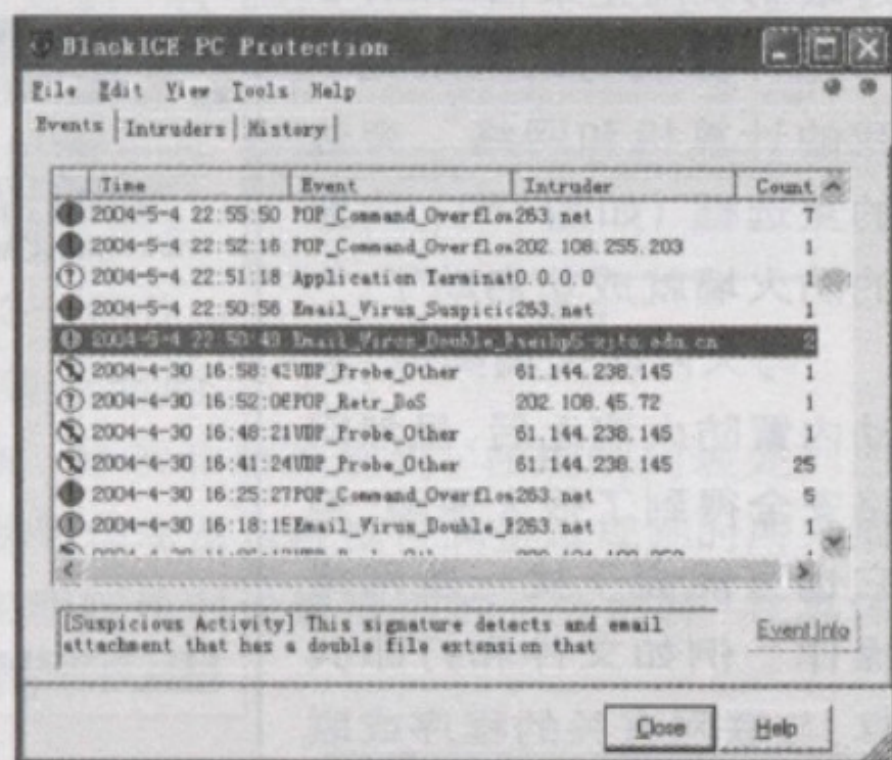 BlackICE PC Protection
File Edit View Tools Help
Events Intruders History
Time Event Intruder Count
2004-5-4 22:55:50 POP_Command_Overflow 263.net 7
2004-5-4 22:52:16 POP_Command_Overflow 202.108.255.203 1
2004-5-4 22:51:18 Application Terminat 0.0.0.0 1
2004-5-4 22:50:56 Email_Virus_Suspicio 263.net 1
2004-5-4 22:50:49 Email_Virus_Double_ 2
2004-4-30 16:58:43 UDP_Probe_Other 61.144.238.145 1
2004-4-30 16:52:08 POP_Retr_DoS 202.108.45.72 1
2004-4-30 16:48:21 UDP_Probe_Other 61.144.238.145 1
2004-4-30 16:41:24 UDP_Probe_Other 61.144.238.145 25
2004-4-30 16:25:27 POP_Command_Overflow 263.net 5
2004-4-30 16:18:15 Email_Virus_Double_ 263.net 1
[Suspicious Activity] This signature detects and email
attachment that has a double file extension that
Event Info
Close Help